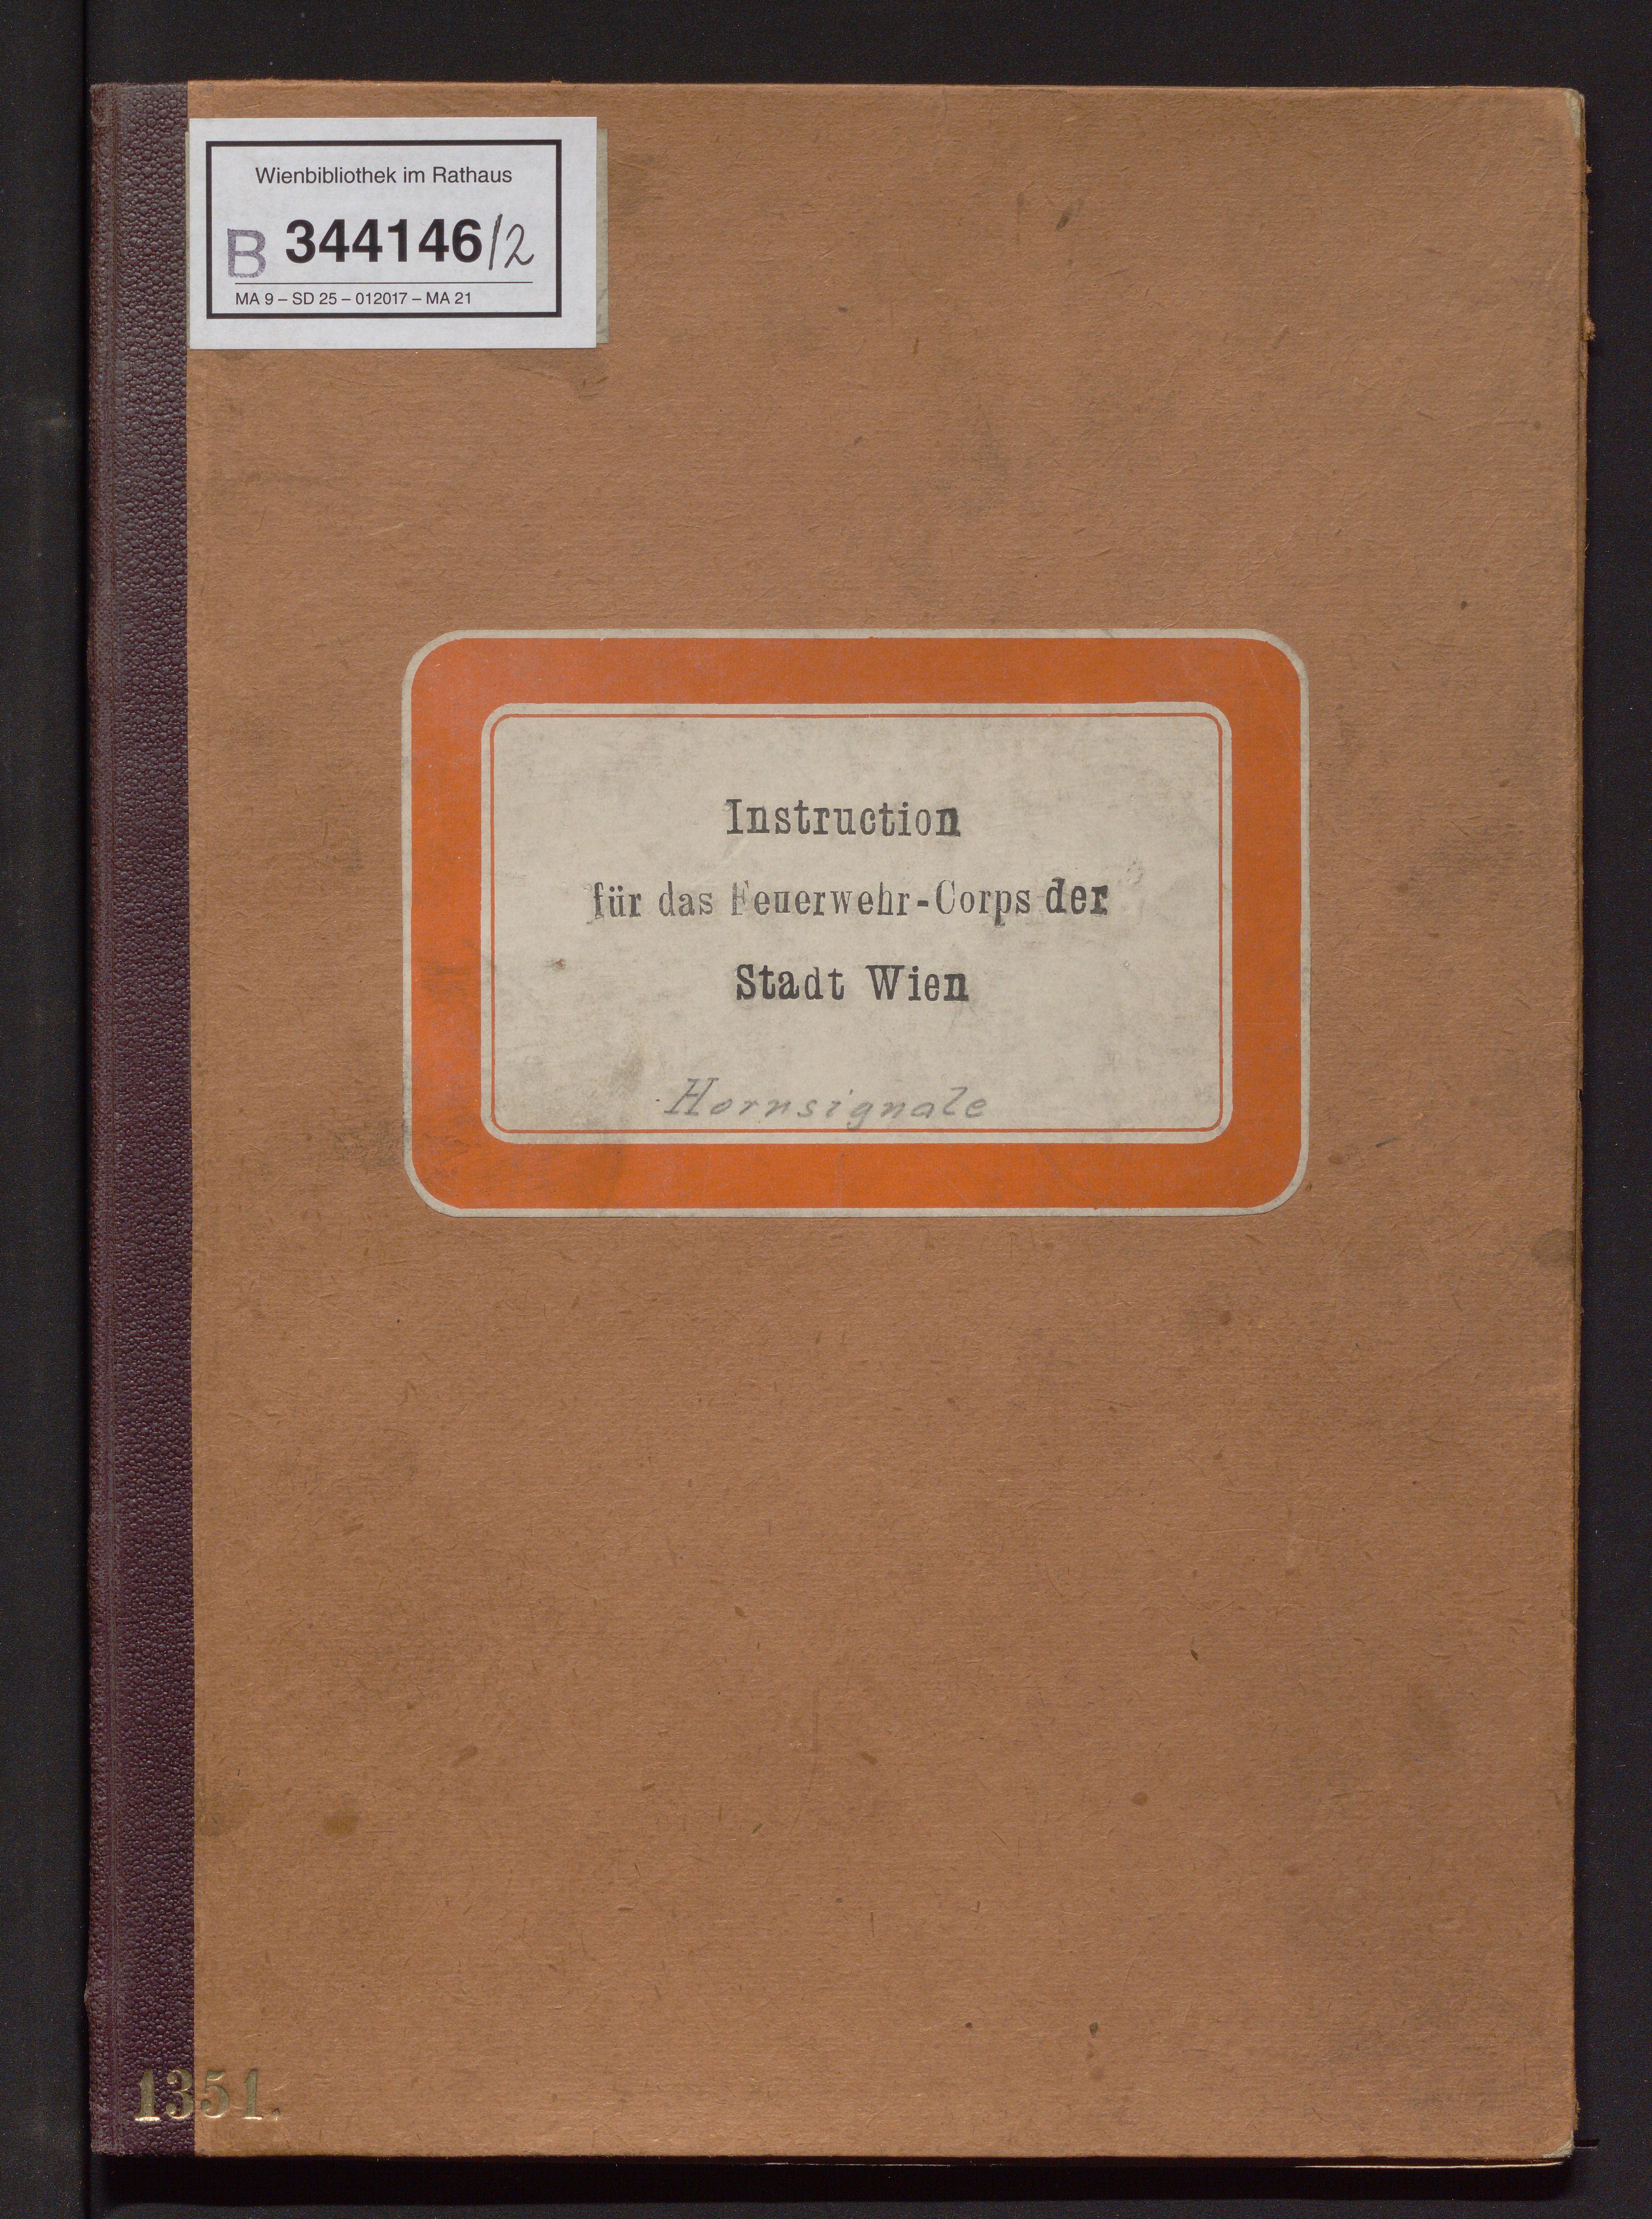 Wienbibliothek im Rathaus
B 344146/2
MA 9 – SD 25 – 012017 – MA 21
Instruction
für das Feuerwehr-Corps der
Stadt Wien
Hornsignale
1351.